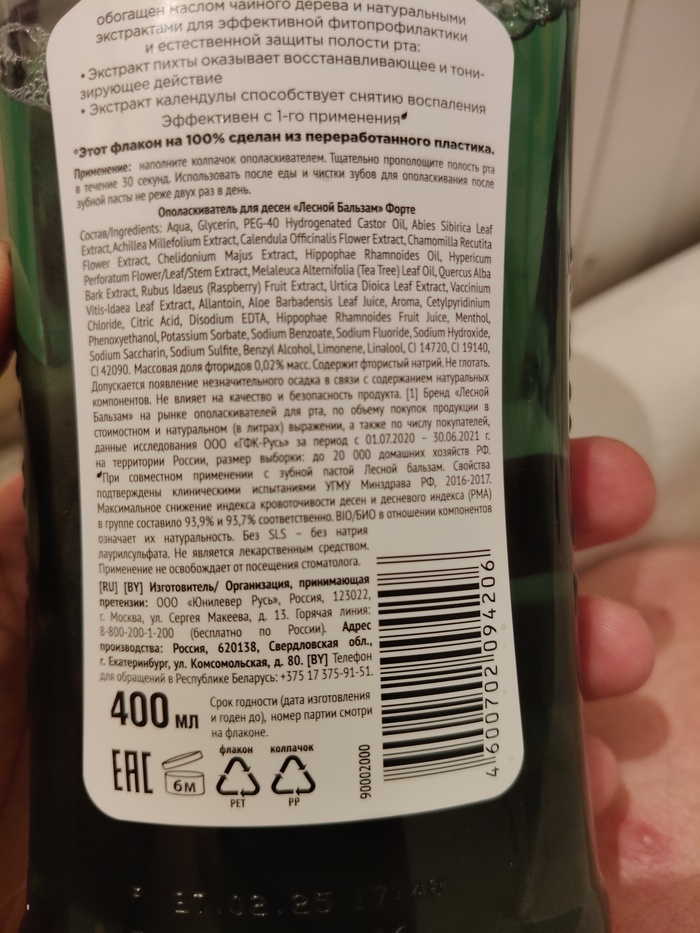 обогащен маслом чайного дерева и натуральными
экстрактами для эффективной фитопрофилактики
и естественной защиты полости рта:
• Экстракт пихты оказывает восстанавливающее и тони-
зирующее действие
• Экстракт календулы способствует снятию воспаления
Эффективен с 1-го применения
*Этот флакон на 100% сделан из переработанного пластика.
Применение: наполните колпачок ополаскивателем. Тщательно прополощите полость рта
в течение 30 секунд. Использовать после еды и чистки зубов для ополаскивания после
зубной пасты не реже двух раз в день.
Ополаскиватель для десен «Лесной Бальзам» Форте
Состав/Ingredients: Aqua, Glycerin, PEG-40 Hydrogenated Castor Oil, Abies Sibirica Leaf
Extract, Achillea Millefolium Extract, Calendula Officinalis Flower Extract, Chamomilla Recutita
Flower Extract, Chelidonium Majus Extract, Hippophae Rhamnoides Oil, Hypericum
Perforatum Flower/Leaf/Stem Extract, Melaleuca Alternifolia (Tea Tree) Leaf Oil, Quercus Alba
Bark Extract, Rubus Idaeus (Raspberry) Fruit Extract, Urtica Dioica Leaf Extract, Vaccinium
Vitis-Idaea Leaf Extract, Allantoin, Aloe Barbadensis Leaf Juice, Aroma, Cetylpyridinium
Chloride, Citric Acid, Disodium EDTA, Hippophae Rhamnoides Fruit Juice, Menthol,
Phenoxyethanol, Potassium Sorbate, Sodium Benzoate, Sodium Fluoride, Sodium Hydroxide,
Sodium Saccharin, Sodium Sulfite, Benzyl Alcohol, Limonene, Linalool, CI 14720, CI 19140,
CI 42090. Массовая доля фторидов 0,02% масс. Содержит фтористый натрий. Не глотать.
Допускается появление незначительного осадка в связи с содержанием натуральных
компонентов. Не влияет на качество и безопасность продукта. [1] Бренд «Лесной
Бальзам» на рынке ополаскивателей для рта, по объему покупок продукции в
стоимостном и натуральном (в литрах) выражении, а также по числу покупателей,
данные исследования ООО «ГФК-Русь» за период с 01.07.2020 – 30.06.2021 г.
на территории России, размер выборки: до 20 000 домашних хозяйств РФ.
При совместном применении с зубной пастой Лесной бальзам. Свойства
подтверждены клиническими испытаниями УГМУ Минздрава РФ, 2016-2017.
Максимальное снижение индекса кровоточивости десен и десневого индекса (PMA)
в группе составило 93,9% и 93,7% соответственно. BIO/БИО в отношении компонентов
означает их натуральность. Без SLS – без натрия
лаурилсульфата. Не является лекарственным средством.
Применение не освобождает от посещения стоматолога.
[RU] [BY] Изготовитель/ Организация, принимающая
претензии: ООО «Юнилевер Русь», Россия, 123022,
г. Москва, ул. Сергея Макеева, д. 13. Горячая линия:
8-800-200-1-200 (бесплатно по России). Адрес
производства: Россия, 620138, Свердловская обл.,
г. Екатеринбург, ул. Комсомольская, д. 80. [BY] Телефон
для обращений в Республике Беларусь: +375 17 375-91-51.
400 мл
Срок годности (дата изготовления
и годен до), номер партии смотри
на флаконе.
EAC
6м
флакон
PET
колпачок
PP
90002000
4 600702 094206